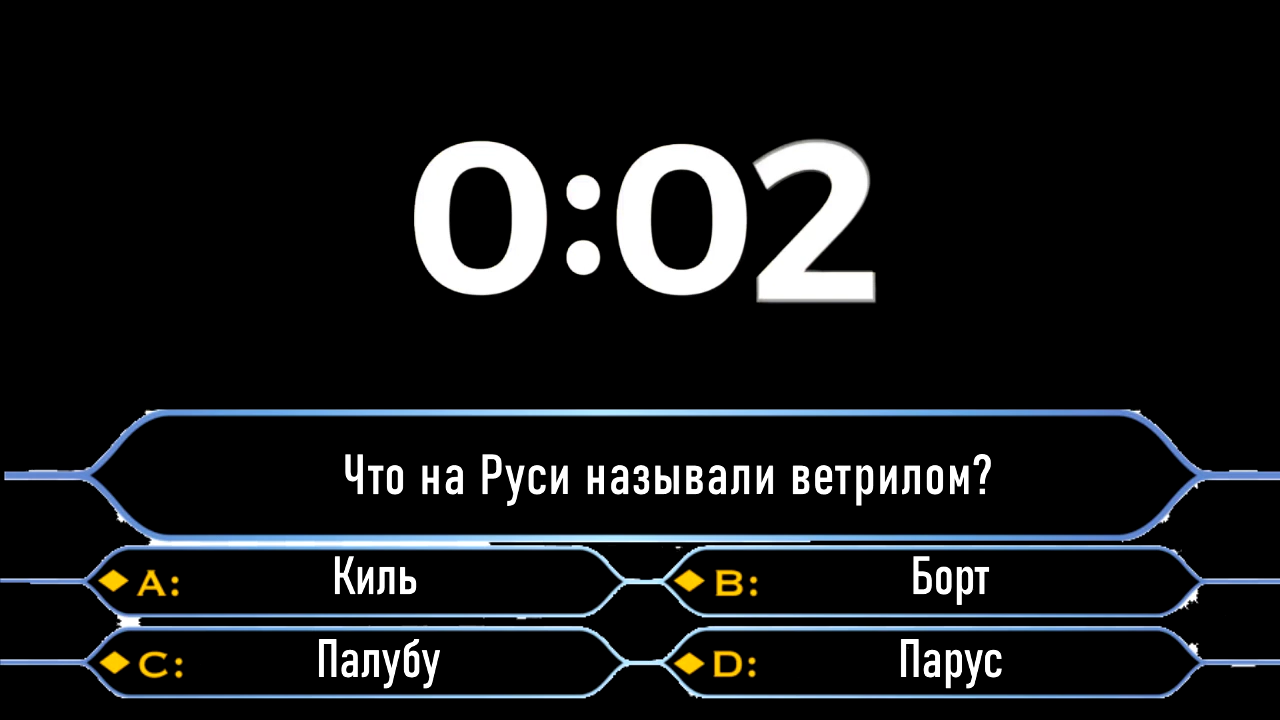 0:02
Что на Руси называли ветрилом?
A: Киль
B: Борт
C: Палубу
D: Парус